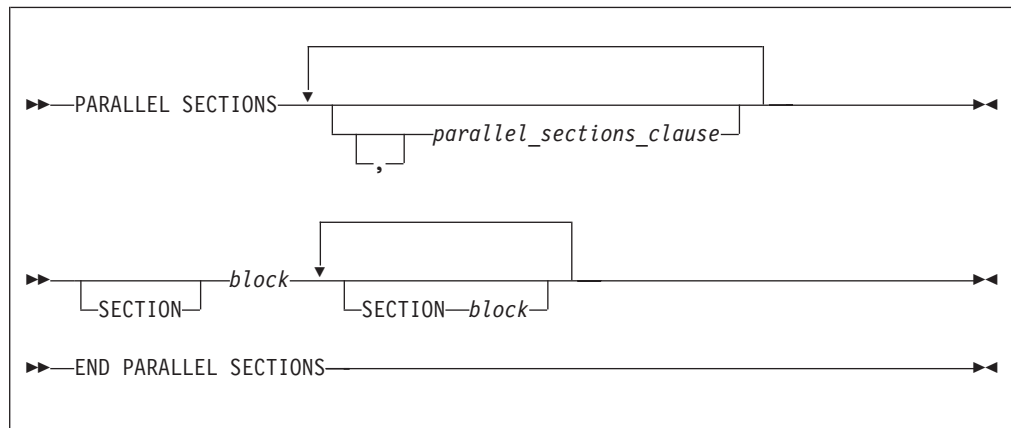 PARALLEL SECTIONS
parallel_sections_clause
,
block
SECTION SECTION block
END PARALLEL SECTIONS